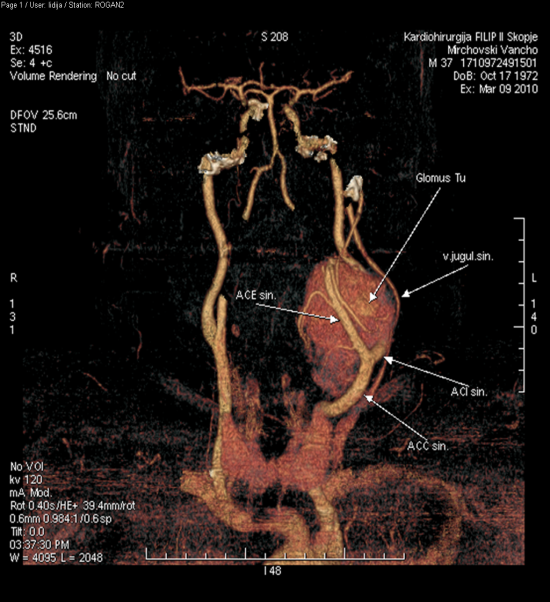 Page 1 / User: lidija / Station: ROGAN2
3D
Ex: 4516
Se: 4 +c
Volume Rendering No cut
DFOV 25.6cm
STND
S 208
Kardiohirurgija FILIP II Skopje
Mirchovski Vancho
M 37 1710972491501
DoB: Oct 17 1972
Ex: Mar 09 2010
Glomus Tu
v.jugul.sin.
ACE sin.
R
1
3
1
L
1
4
0
ACI sin.
ACC sin.
No VOI
kv 120
mA Mod.
Rot 0.40s/HE+ 39.4mm/rot
0.6mm 0.984:1/0.6sp
Tilt: 0.0
03:37:30 PM
W = 4095 L = 2048
I 48